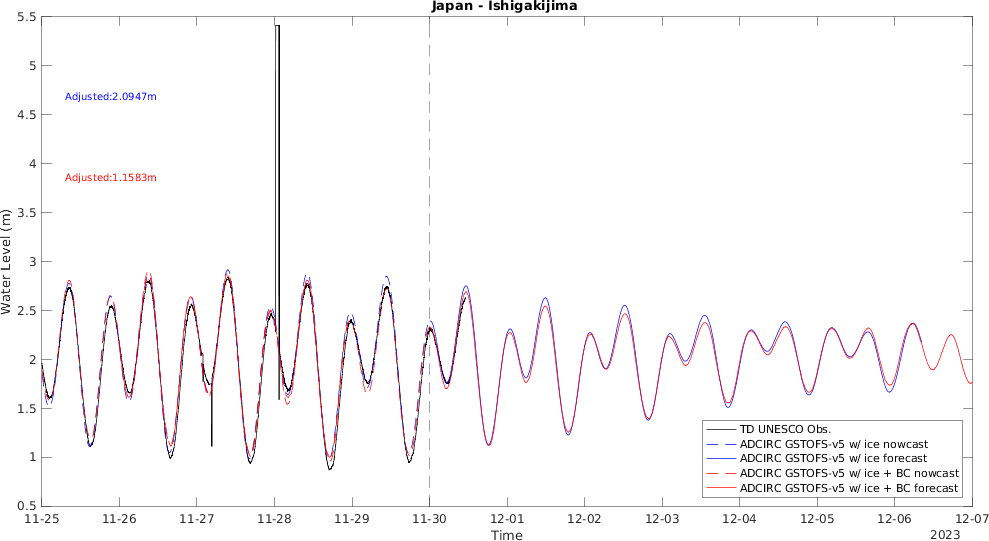 Japan - Ishigakijima
Water Level (m)
5.5
5
4.5
4
3.5
3
2.5
2
1.5
1
0.5
Adjusted:2.0947m
Adjusted:1.1583m
TD UNESCO Obs.
ADCIRC GSTOFS-v5 w/ ice nowcast
ADCIRC GSTOFS-v5 w/ ice forecast
ADCIRC GSTOFS-v5 w/ ice + BC nowcast
ADCIRC GSTOFS-v5 w/ ice + BC forecast
11-25 11-26 11-27 11-28 11-29 11-30 12-01 12-02 12-03 12-04 12-05 12-06 12-07
Time
2023